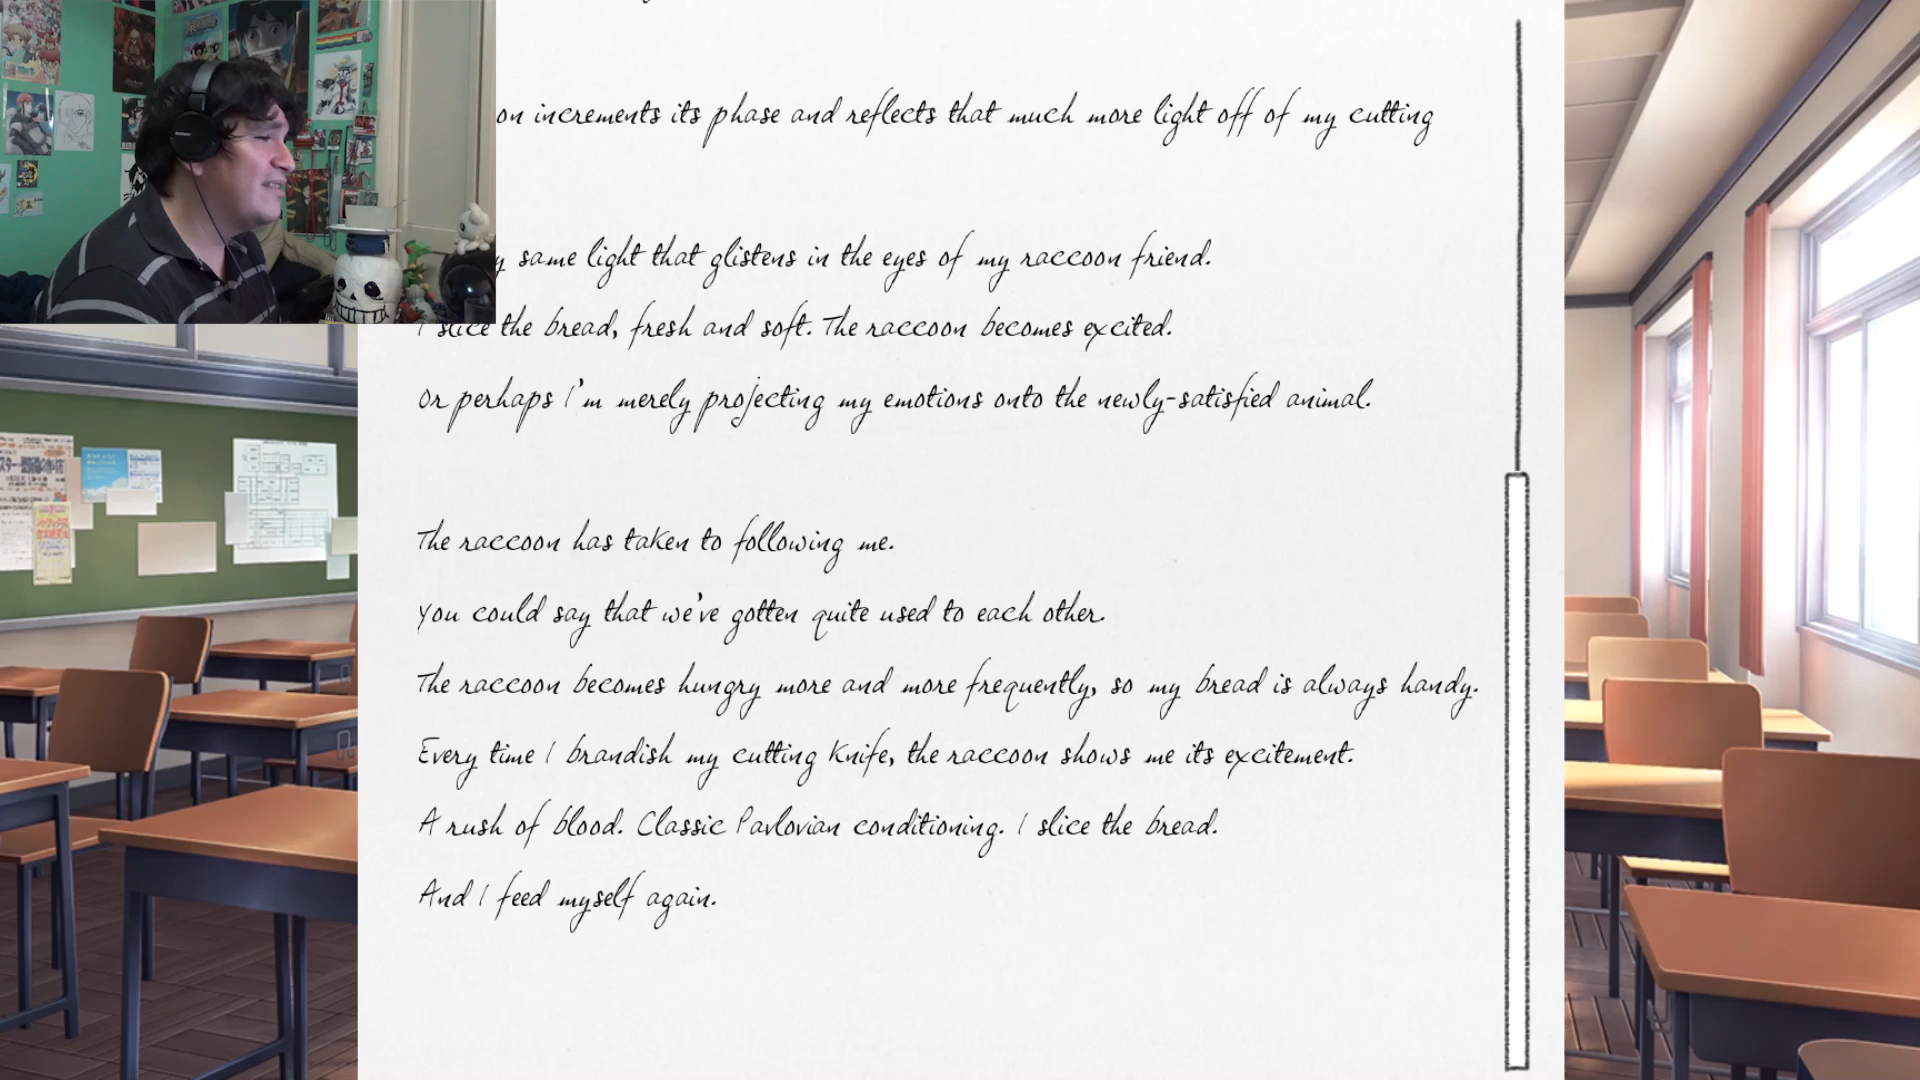 on increments its phase and reflects that much more light off of my cutting
y same light that glistens in the eyes of my raccoon friend.
I slice the bread, fresh and soft. The raccoon becomes excited.
Or perhaps I'm merely projecting my emotions onto the newly-satisfied animal.
The raccoon has taken to following me.
You could say that we've gotten quite used to each other.
The raccoon becomes hungry more and more frequently, so my bread is always handy.
Every time I brandish my cutting knife, the raccoon shows me its excitement.
A rush of blood. Classic Pavlovian conditioning. I slice the bread.
And I feed myself again.